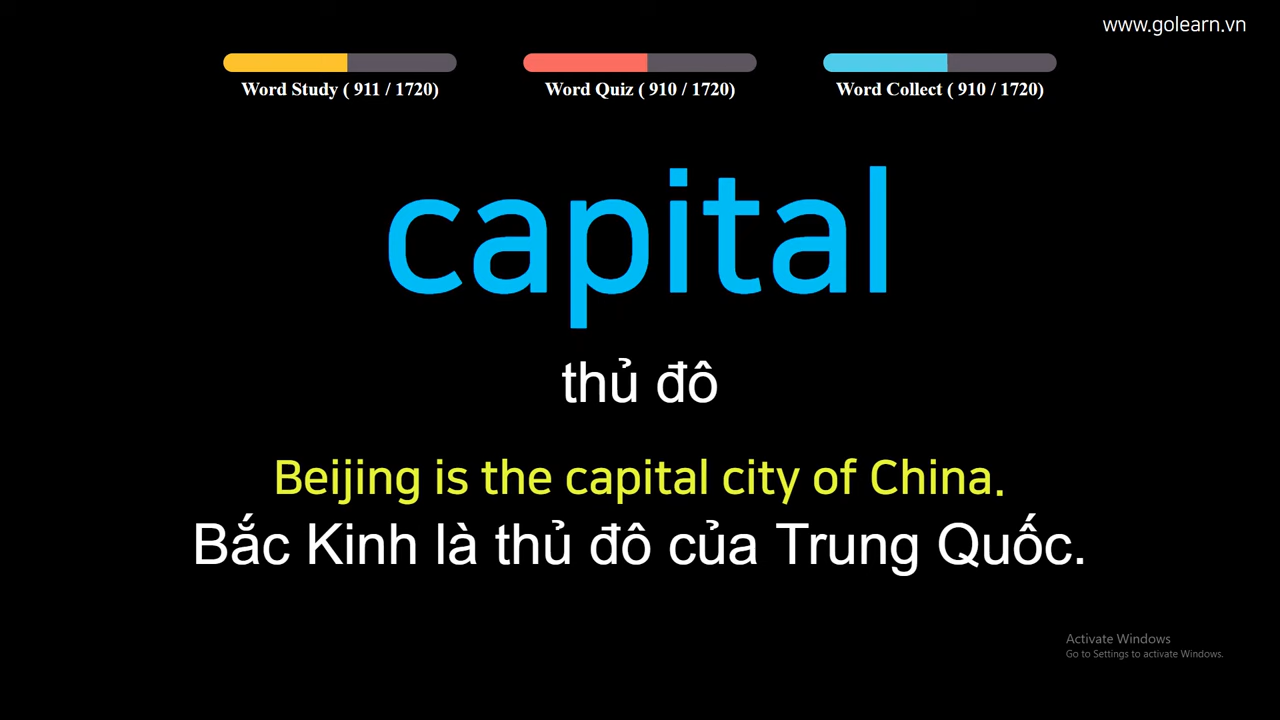 www.golearn.vn
Word Study ( 911 / 1720)
Word Quiz ( 910 / 1720)
Word Collect ( 910 / 1720)
capital
thủ đô
Beijing is the capital city of China.
Bắc Kinh là thủ đô của Trung Quốc.
Activate Windows
Go to Settings to activate Windows.